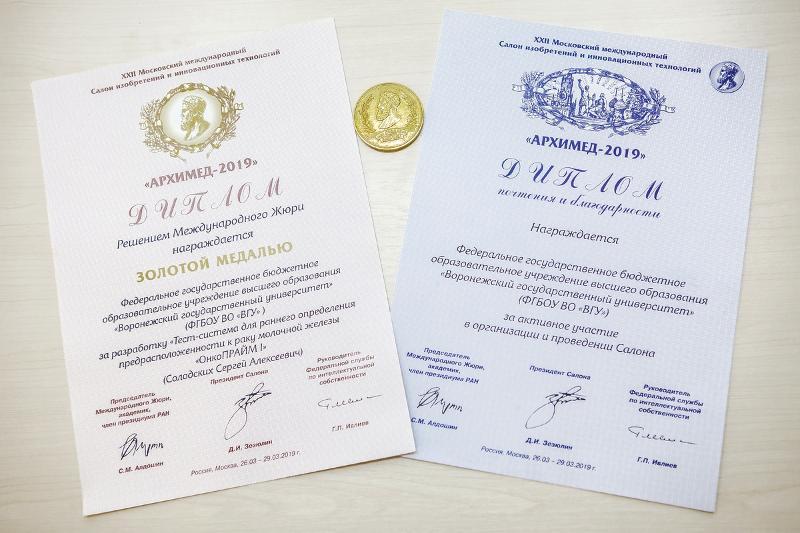 XXII Московский международный
Салон изобретений и инновационных технологий
«АРХИМЕД-2019»
ДИПЛОМ
Решением Международного Жюри
награждается
ЗОЛОТОЙ МЕДАЛЬЮ
Федеральное государственное бюджетное
образовательное учреждение высшего образования
«Воронежский государственный университет»
(ФГБОУ ВО «ВГУ» )
за разработку «Тест-система для раннего определения
предрасположенности к раку молочной железы
«ОнкоПРАЙМ I»
(Солодских Сергей Алексеевич)
Председатель
Международного Жюри,
академик,
член президиума РАН
С.М. Алдошин
Президент Салона
Д.И. Зезюлин
Руководитель
Федеральной службы
по интеллектуальной
собственности
Г.П. Ивлиев
Россия, Москва, 26.03 – 29.03.2019 г.
XXII Московский международный
Салон изобретений и инновационных технологий
«АРХИМЕД-2019»
ДИПЛОМ
почтения и благодарности
Награждается
Федеральное государственное бюджетное
образовательное учреждение высшего образования
«Воронежский государственный университет»
(ФГБОУ ВО «ВГУ»)
за активное участие
в организации и проведении Салона
Председатель
Международного Жюри,
академик,
член президиума РАН
С.М. Алдошин
Президент Салона
Д.И. Зезюлин
Руководитель
Федеральной службы
по интеллектуальной
собственности
Г.П. Ивлиев
Россия, Москва, 26.03 – 29.03.2019 г.